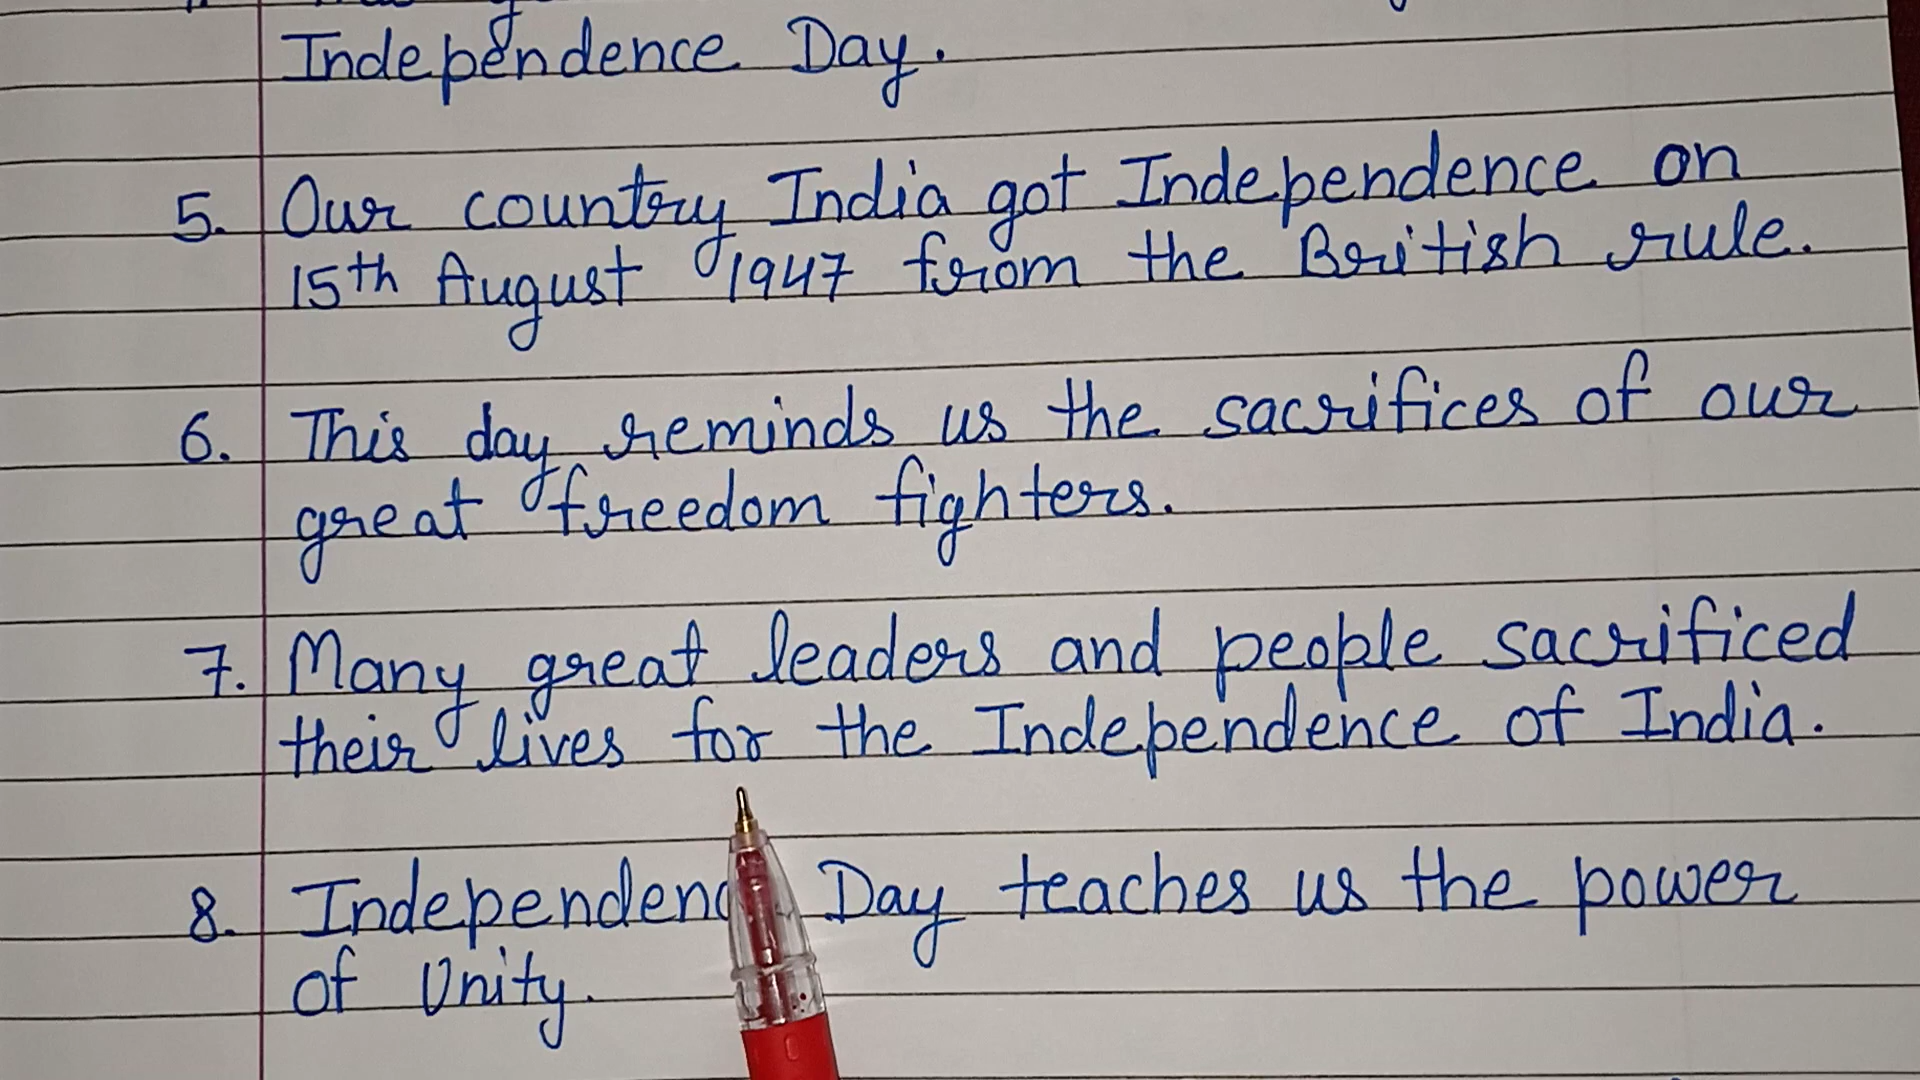 Independence Day.
5. Our country India got Independence on
15th August 1947 from the British rule.
6. This day reminds us the sacrifices of our
great freedom fighters.
7. Many great leaders and people sacrificed
their lives for the Independence of India.
8. Independenc Day teaches us the power
of Unity.